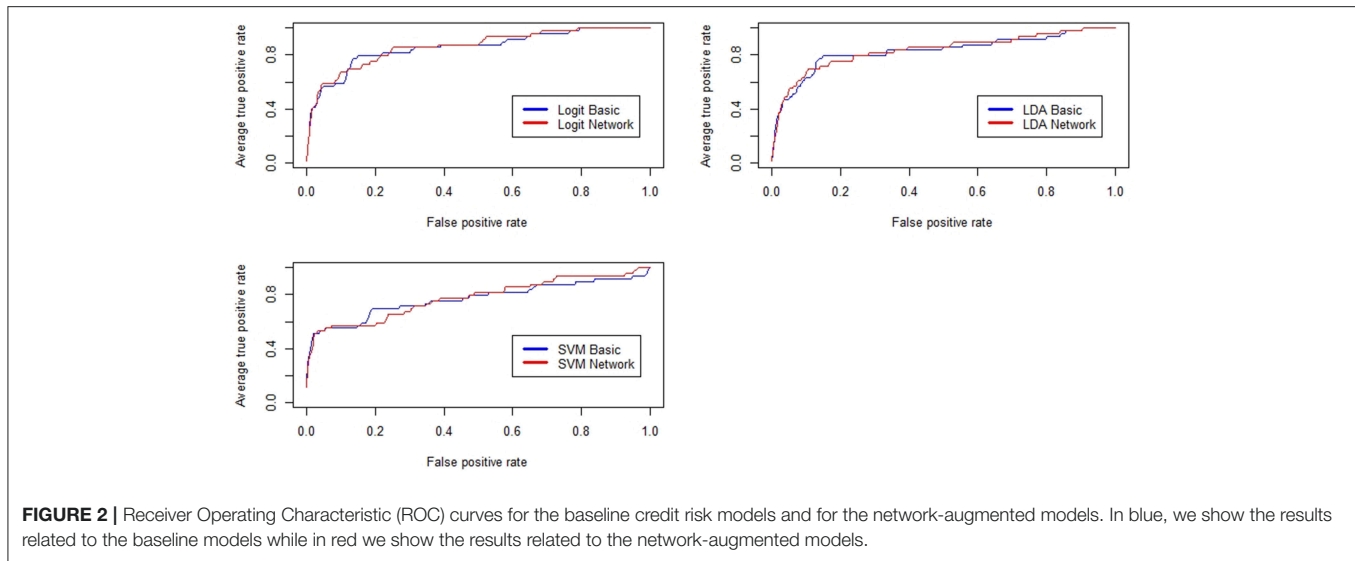 Average true positive rate
0.0 0.4 0.8
Logit Basic
Logit Network
0.0 0.2 0.4 0.6 0.8 1.0
False positive rate
Average true positive rate
0.0 0.4 0.8
LDA Basic
LDA Network
0.0 0.2 0.4 0.6 0.8 1.0
False positive rate
Average true positive rate
0.0 0.4 0.8
SVM Basic
SVM Network
0.0 0.2 0.4 0.6 0.8 1.0
False positive rate
FIGURE 2 | Receiver Operating Characteristic (ROC) curves for the baseline credit risk models and for the network-augmented models. In blue, we show the results
related to the baseline models while in red we show the results related to the network-augmented models.